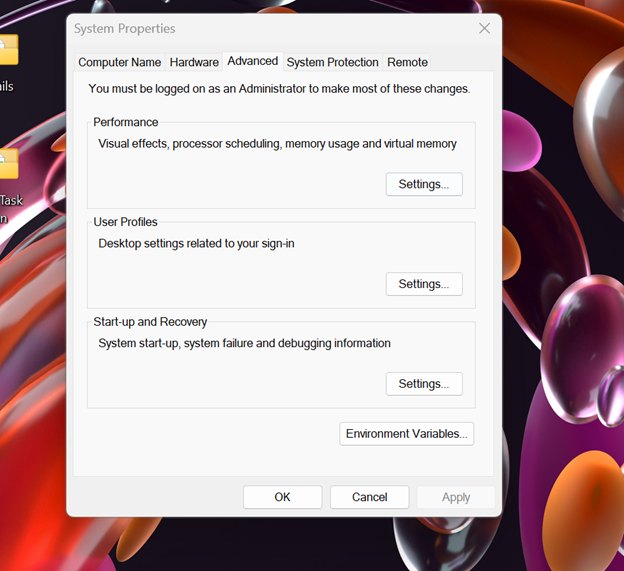 System Properties
ils
Task
n
Computer Name Hardware Advanced System Protection Remote
You must be logged on as an Administrator to make most of these changes.
Performance
Visual effects, processor scheduling, memory usage and virtual memory
Settings...
User Profiles
Desktop settings related to your sign-in
Settings...
Start-up and Recovery
System start-up, system failure and debugging information
Settings...
Environment Variables...
OK Cancel Apply